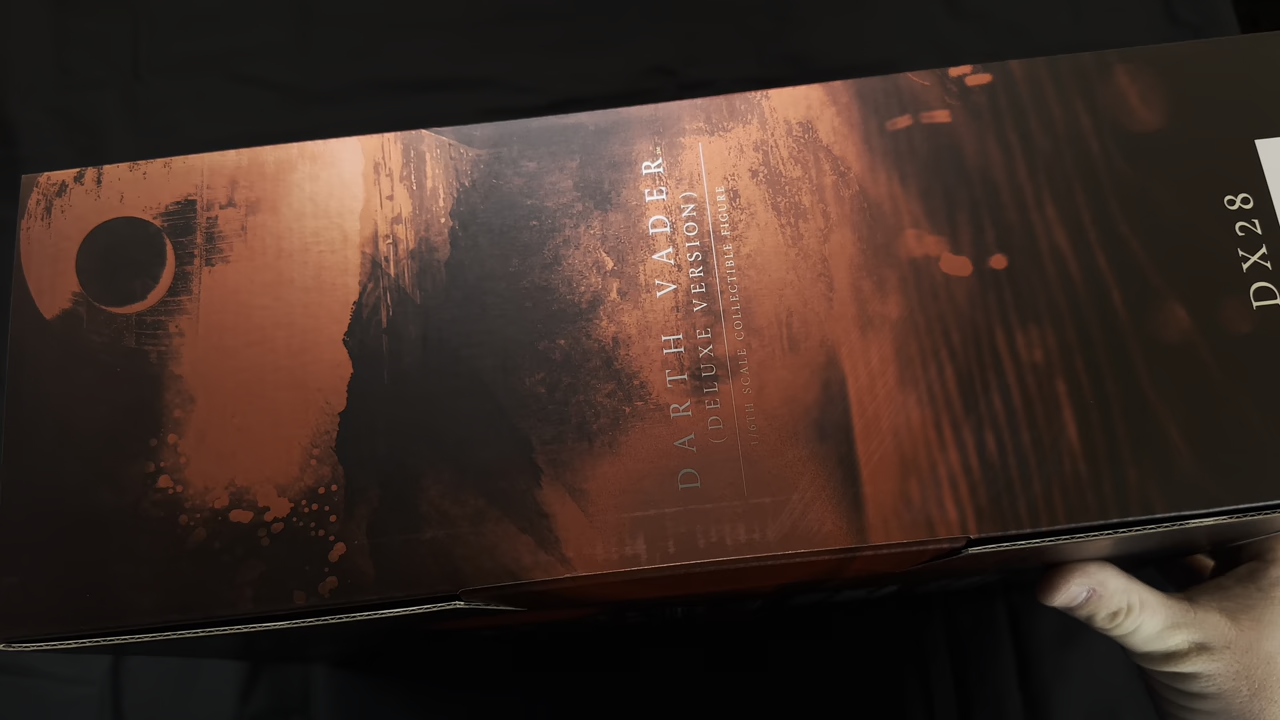 DARTH VADER
(DELUXE VERSION)
1/6TH SCALE COLLECTIBLE FIGURE
DX28